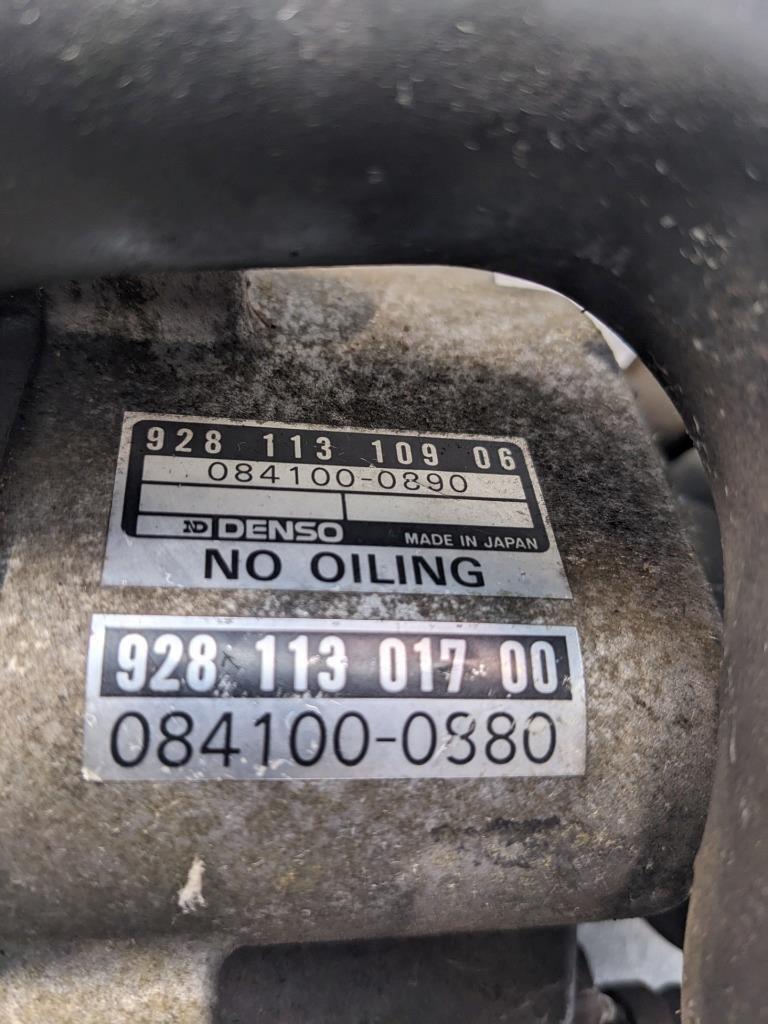 928 113 109 06
084100-0890
ND DENSO MADE IN JAPAN
NO OILING
928 113 017 00
084100-0880